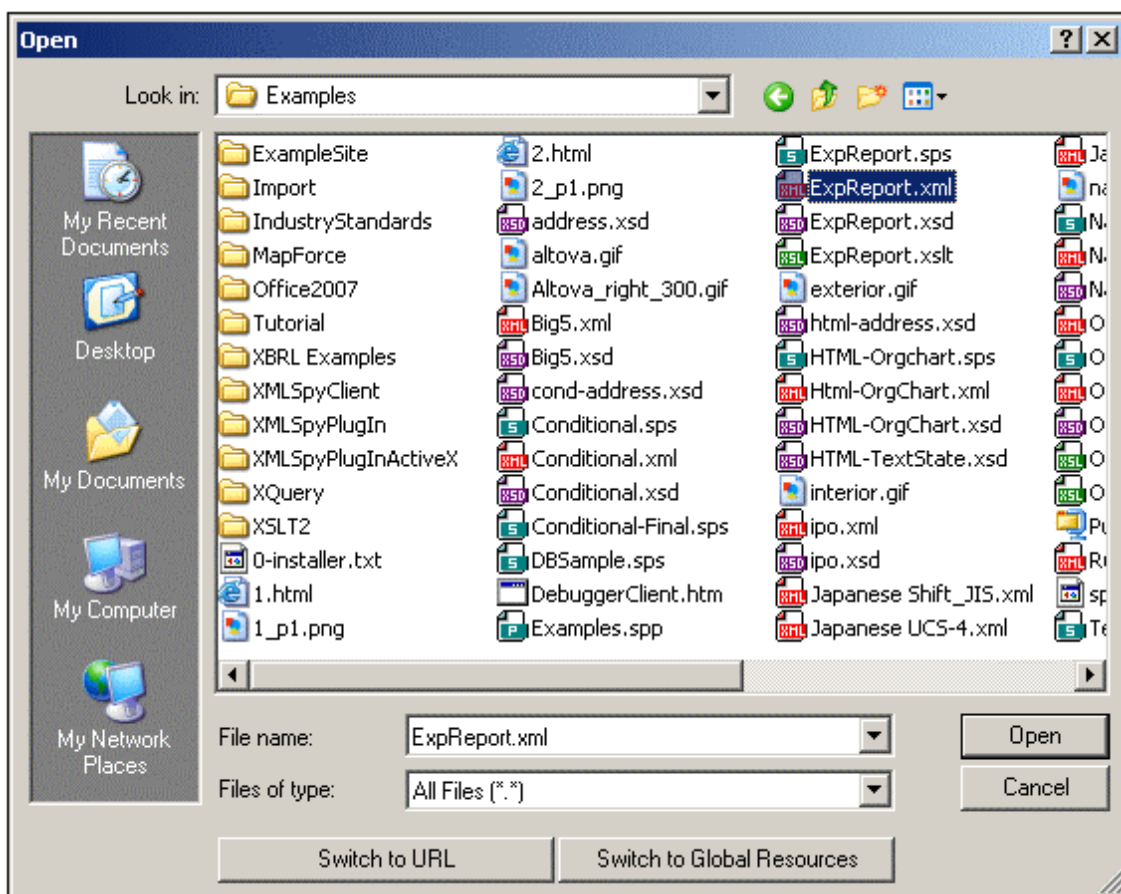 Open
Look in: Examples
My Recent Documents
Desktop
My Documents
My Computer
My Network Places
ExampleSite
Import
IndustryStandards
MapForce
Office2007
Tutorial
XBRL Examples
XMLSpyClient
XMLSpyPlugIn
XMLSpyPlugInActiveX
XQuery
XSLT2
0-installer.txt
1.html
1_p1.png
2.html
2_p1.png
address.xsd
altova.gif
Altova_right_300.gif
Big5.xml
Big5.xsd
cond-address.xsd
Conditional.sps
Conditional.xml
Conditional.xsd
Conditional-Final.sps
DBSample.sps
DebuggerClient.htm
Examples.spp
ExpReport.sps
ExpReport.xml
ExpReport.xsd
ExpReport.xslt
exterior.gif
html-address.xsd
HTML-Orgchart.sps
Html-OrgChart.xml
HTML-OrgChart.xsd
HTML-TextState.xsd
interior.gif
ipo.xml
ipo.xsd
Japanese Shift_JIS.xml
Japanese UCS-4.xml
File name: ExpReport.xml
Open
Files of type: All Files (*.*)
Cancel
Switch to URL
Switch to Global Resources